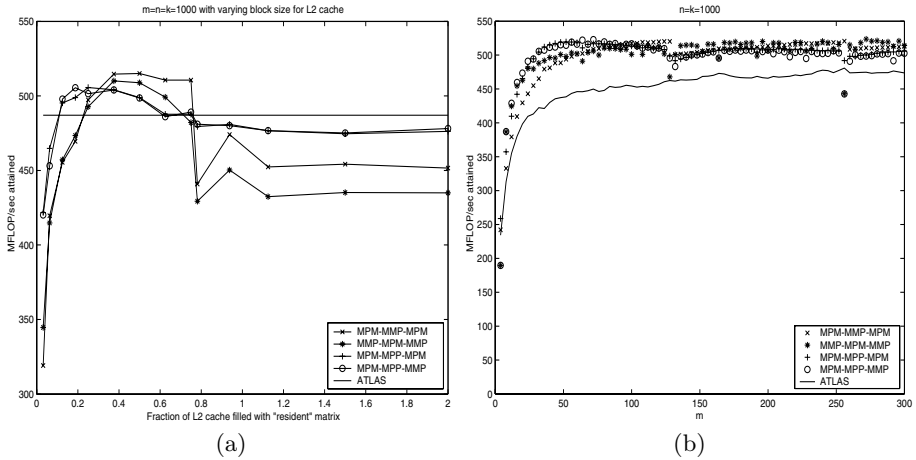 m=n=k=1000 with varying block size for L2 cache
550
500
450
400
350
300
MFLOP/sec attained
0
0.2
0.4
0.6
0.8
1
1.2
1.4
1.6
1.8
2
Fraction of L2 cache filled with "resident" matrix
MPM-MMP-MPM
MMP-MPM-MMP
MPM-MPP-MPM
MPM-MPP-MMP
ATLAS
(a)
n=k=1000
550
500
450
400
350
300
250
200
150
100
50
0
MFLOP/sec attained
0
50
100
150
200
250
300
m
MPM-MMP-MPM
MMP-MPM-MMP
MPM-MPP-MPM
MPM-MPP-MMP
ATLAS
(b)